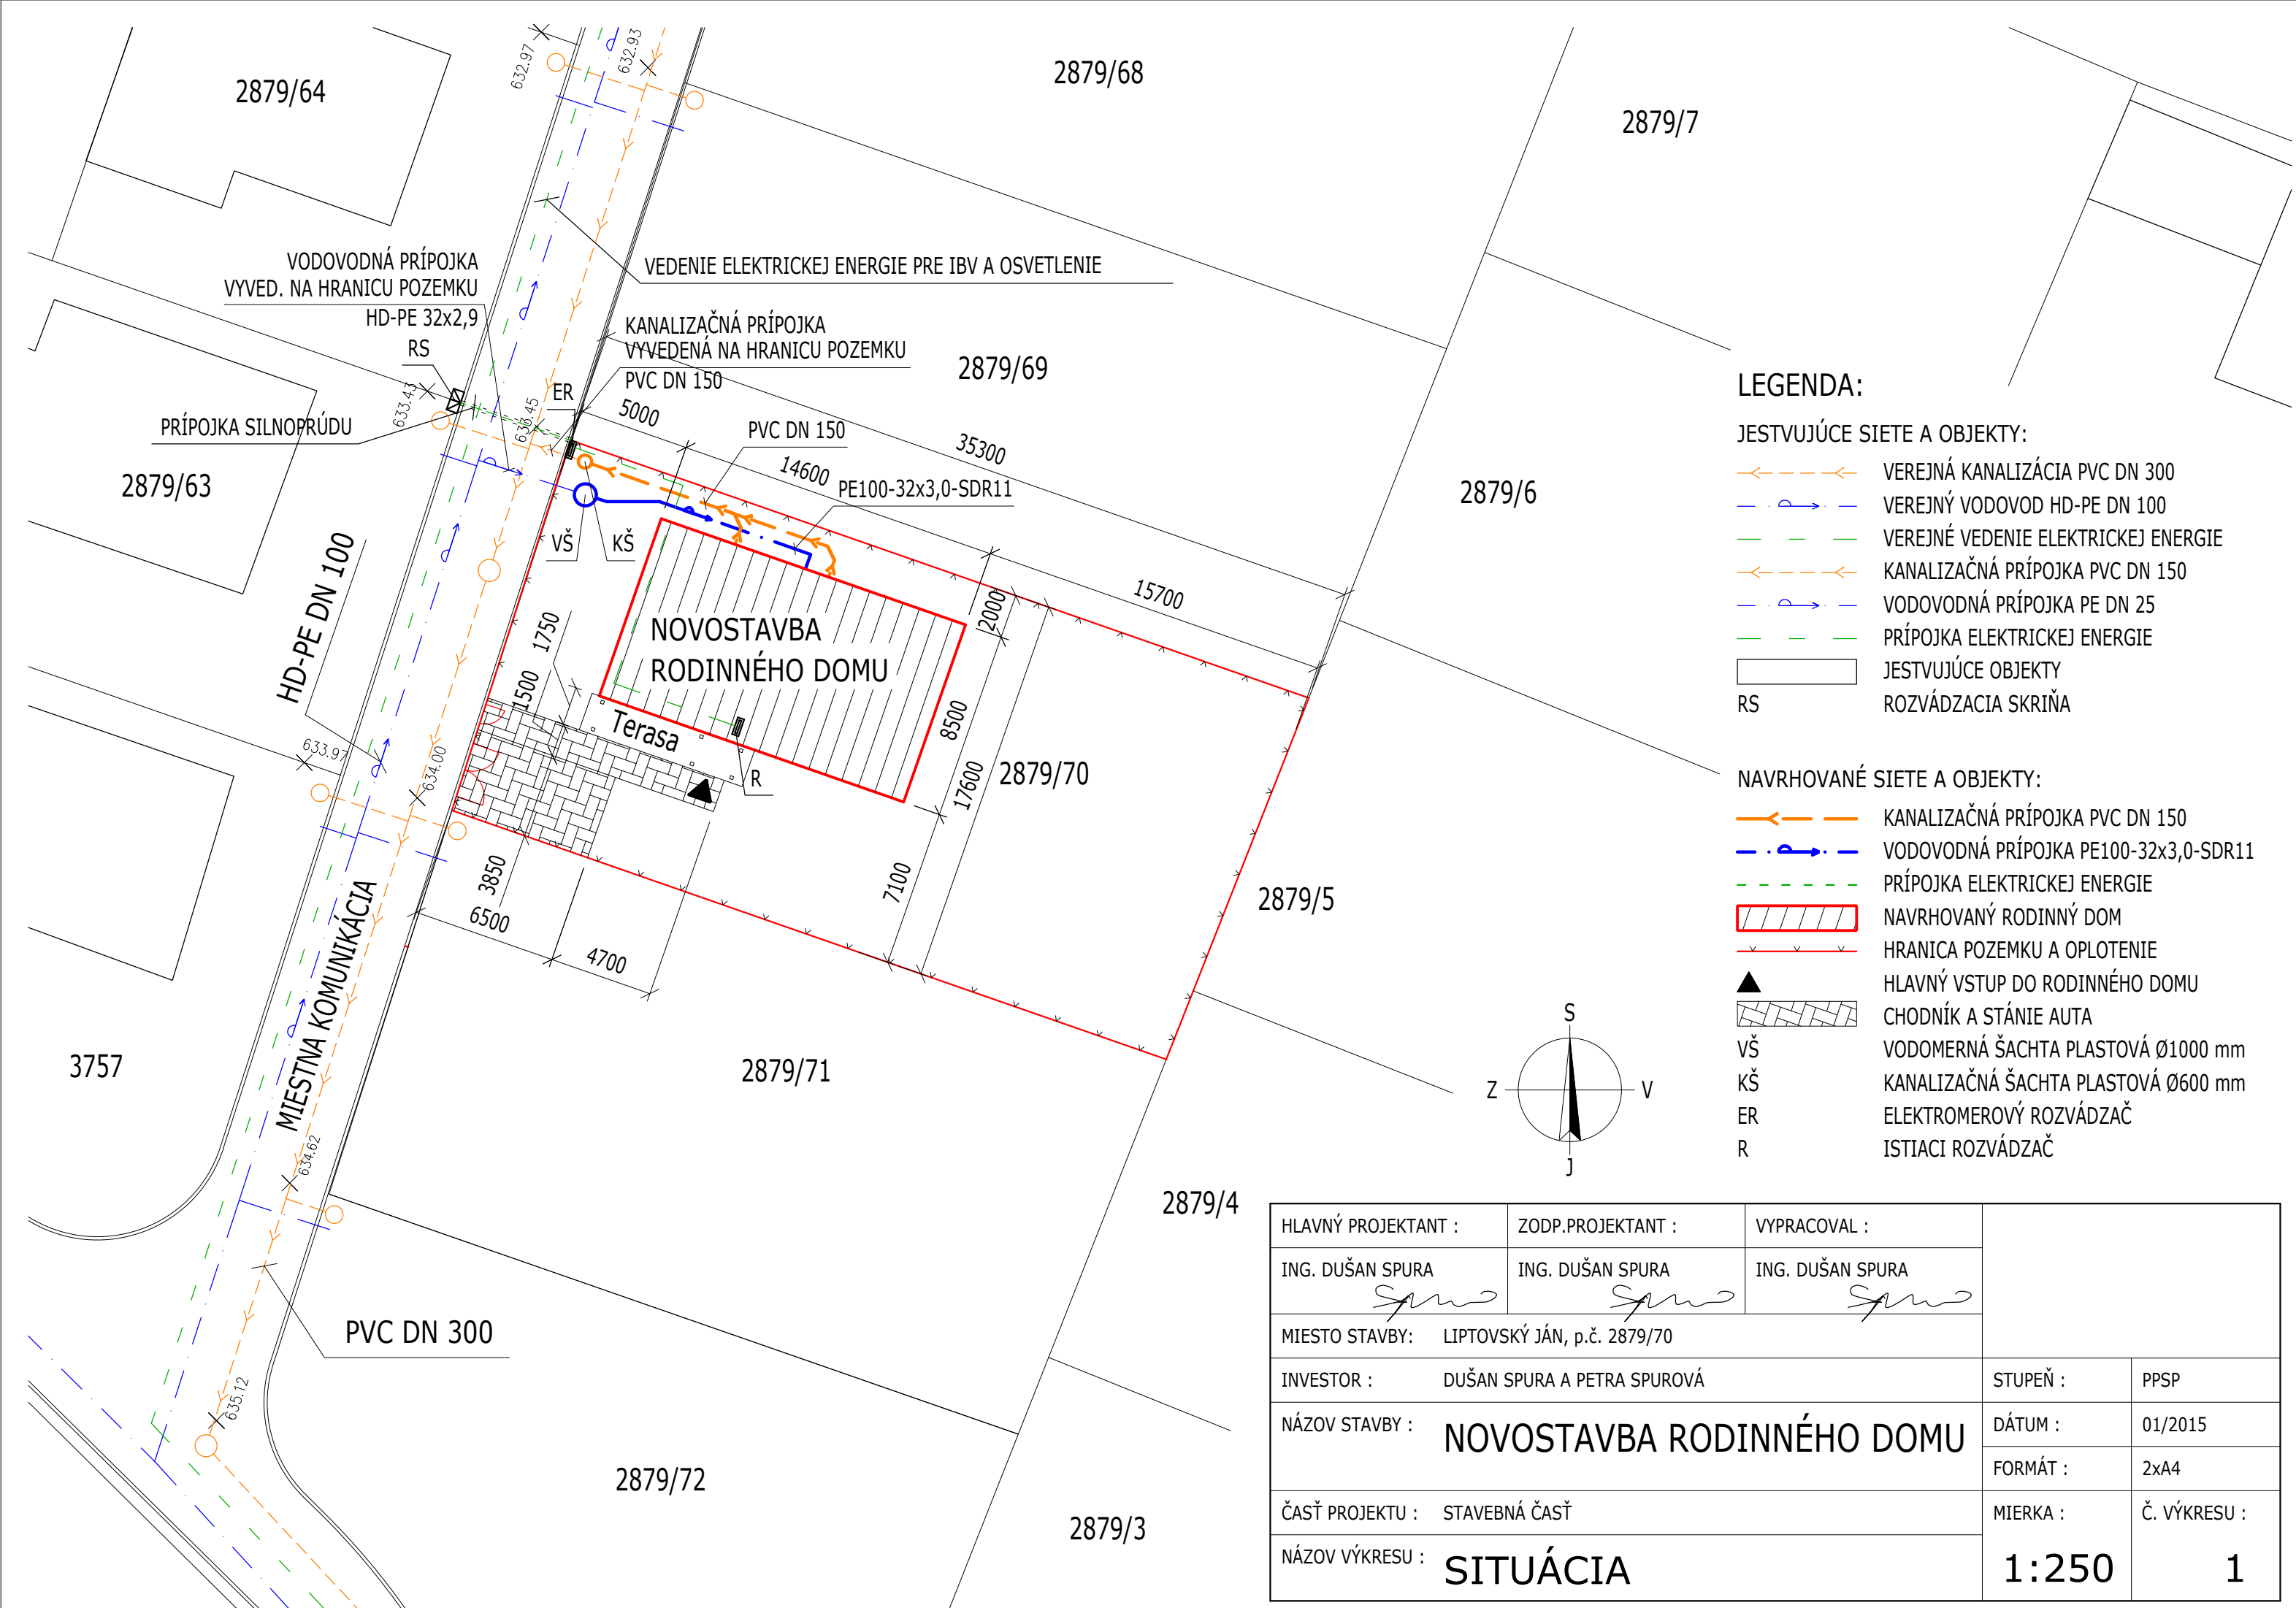 2879/64
2879/68
2879/7
632.97
632.93
VODOVODNÁ PRÍPOJKA
VYVED. NA HRANICU POZEMKU
HD-PE 32x2,9
RS
VEDENIE ELEKTRICKEJ ENERGIE PRE IBV A OSVETLENIE
KANALIZAČNÁ PRÍPOJKA
VYVEDENÁ NA HRANICU POZEMKU
PVC DN 150
2879/69
ER
633.43
633.45
PRÍPOJKA SILNOPRÚDU
5000
35300
PVC DN 150
14600
PE100-32x3,0-SDR11
2879/63
2879/6
VŠ
KŠ
HD-PE DN 100
15700
2000
1750
1500
NOVOSTAVBA
RODINNÉHO DOMU
Terasa
8500
17600
2879/70
R
633.97
634.00
7100
3850
6500
4700
2879/5
MIESTNA KOMUNIKÁCIA
3757
2879/71
634.62
2879/4
PVC DN 300
635.12
2879/72
2879/3
S
Z
V
J
LEGENDA:
JESTVUJÚCE SIETE A OBJEKTY:
VEREJNÁ KANALIZÁCIA PVC DN 300
VEREJNÝ VODOVOD HD-PE DN 100
VEREJNÉ VEDENIE ELEKTRICKEJ ENERGIE
KANALIZAČNÁ PRÍPOJKA PVC DN 150
VODOVODNÁ PRÍPOJKA PE DN 25
PRÍPOJKA ELEKTRICKEJ ENERGIE
JESTVUJÚCE OBJEKTY
RS ROZVÁDZACIA SKRIŇA
NAVRHOVANÉ SIETE A OBJEKTY:
KANALIZAČNÁ PRÍPOJKA PVC DN 150
VODOVODNÁ PRÍPOJKA PE100-32x3,0-SDR11
PRÍPOJKA ELEKTRICKEJ ENERGIE
NAVRHOVANÝ RODINNÝ DOM
HRANICA POZEMKU A OPLOTENIE
HLAVNÝ VSTUP DO RODINNÉHO DOMU
CHODNÍK A STÁNIE AUTA
VŠ VODOMERNÁ ŠACHTA PLASTOVÁ Ø1000 mm
KŠ KANALIZAČNÁ ŠACHTA PLASTOVÁ Ø600 mm
ER ELEKTROMEROVÝ ROZVÁDZAČ
R ISTIACI ROZVÁDZAČ
HLAVNÝ PROJEKTANT : ZODP.PROJEKTANT : VYPRACOVAL :
ING. DUŠAN SPURA ING. DUŠAN SPURA ING. DUŠAN SPURA
MIESTO STAVBY: LIPTOVSKÝ JÁN, p.č. 2879/70
INVESTOR : DUŠAN SPURA A PETRA SPUROVÁ
STUPEŇ : PPSP
NÁZOV STAVBY : NOVOSTAVBA RODINNÉHO DOMU
DÁTUM : 01/2015
FORMÁT : 2xA4
ČASŤ PROJEKTU : STAVEBNÁ ČASŤ
MIERKA : Č. VÝKRESU :
NÁZOV VÝKRESU : SITUÁCIA
1:250 1